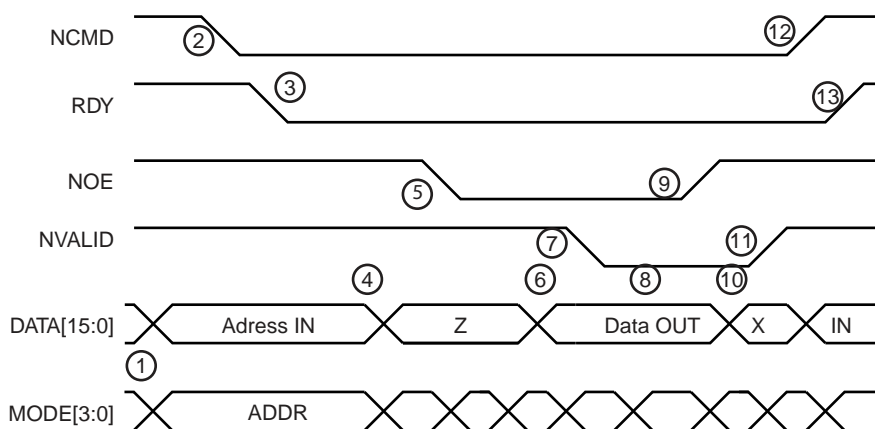 NCMD 2 12
RDY 3 13
NOE 5 9
NVALID 7 11
4 6 8 10
DATA[15:0] Adress IN Z Data OUT X IN
1
MODE[3:0] ADDR